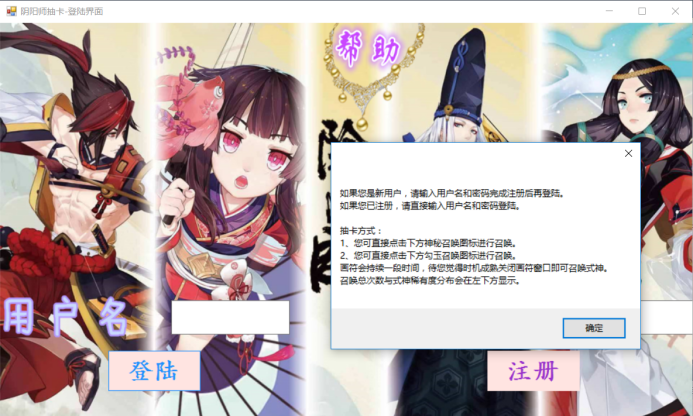 阴阳师抽卡-登陆界面
帮助
如果您是新用户，请输入用户名和密码完成注册后再登陆。
如果您已注册，请直接输入用户名和密码登陆。
抽卡方式：
1、您可直接点击下方神秘召唤图标进行召唤。
2、您可直接点击下方勾玉召唤图标进行召唤。
画符会持续一段时间，待您觉得时机成熟关闭画符窗口即可召唤式神。
召唤总次数与式神稀有度分布会在左下方显示。
确定
用户名
登陆
注册